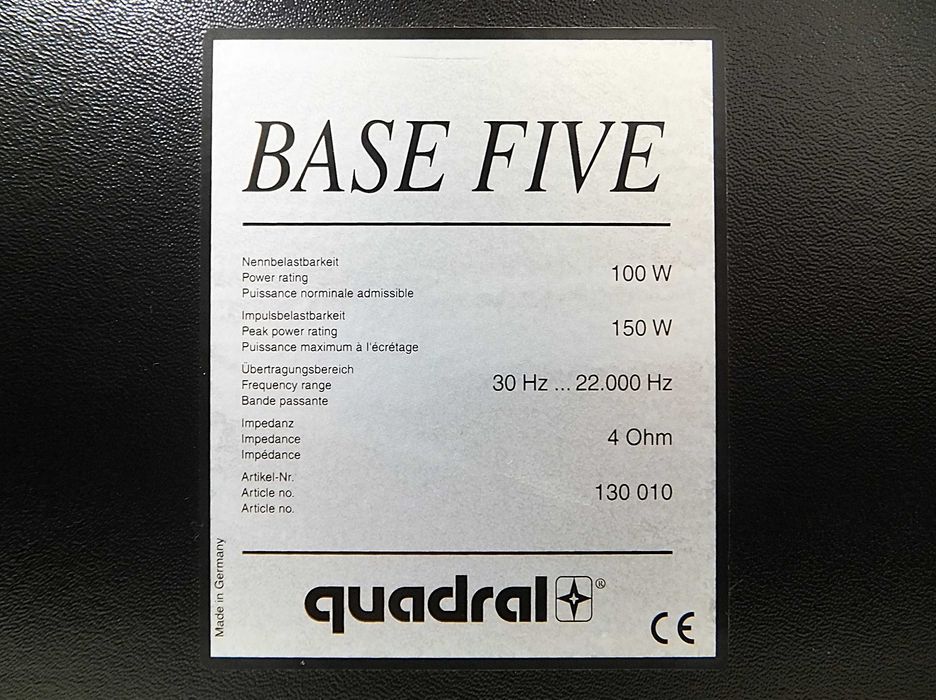 BASE FIVE
Nennbelastbarkeit
Power rating
Puissance norminale admissible
100 W
Impulsbelastbarkeit
Peak power rating
Puissance maximum à l'écrétage
150 W
Übertragungsbereich
Frequency range
Bande passante
30 Hz ... 22.000 Hz
Impedanz
Impedance
Impédance
4 Ohm
Artikel-Nr.
Article no.
Article no.
130 010
Made in Germany
quadral ®
CE